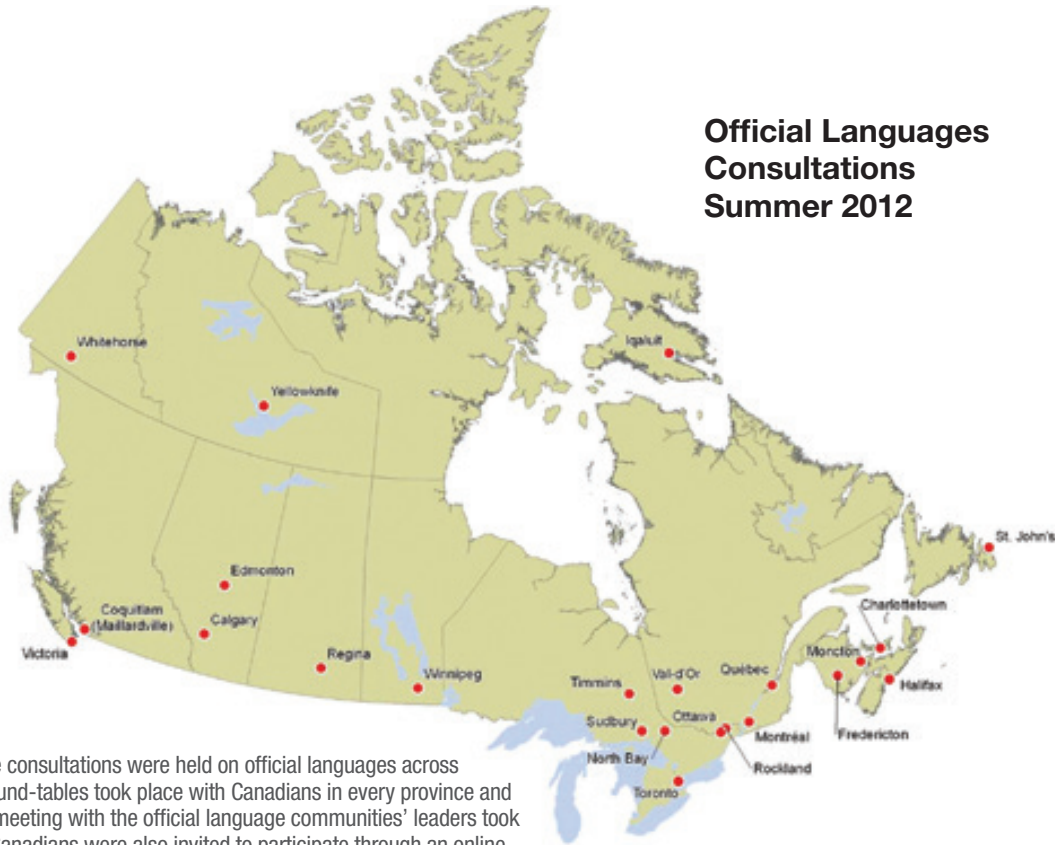 Official Languages
Consultations
Summer 2012
Whitehorse
Iqaluit
Yellowknife
St. John's
Edmonton
Charlottetown
Coquitlam
(Maillardville)
Calgary
Victoria
Regina
Moncton
Winnipeg
Val-d'Or
Québec
Timmins
Halifax
Sudbury
Ottawa
Montréal
Fredericton
North Bay
Rockland
Toronto
consultations were held on official languages across
und-tables took place with Canadians in every province and
meeting with the official language communities' leaders took
Canadians were also invited to participate through an online